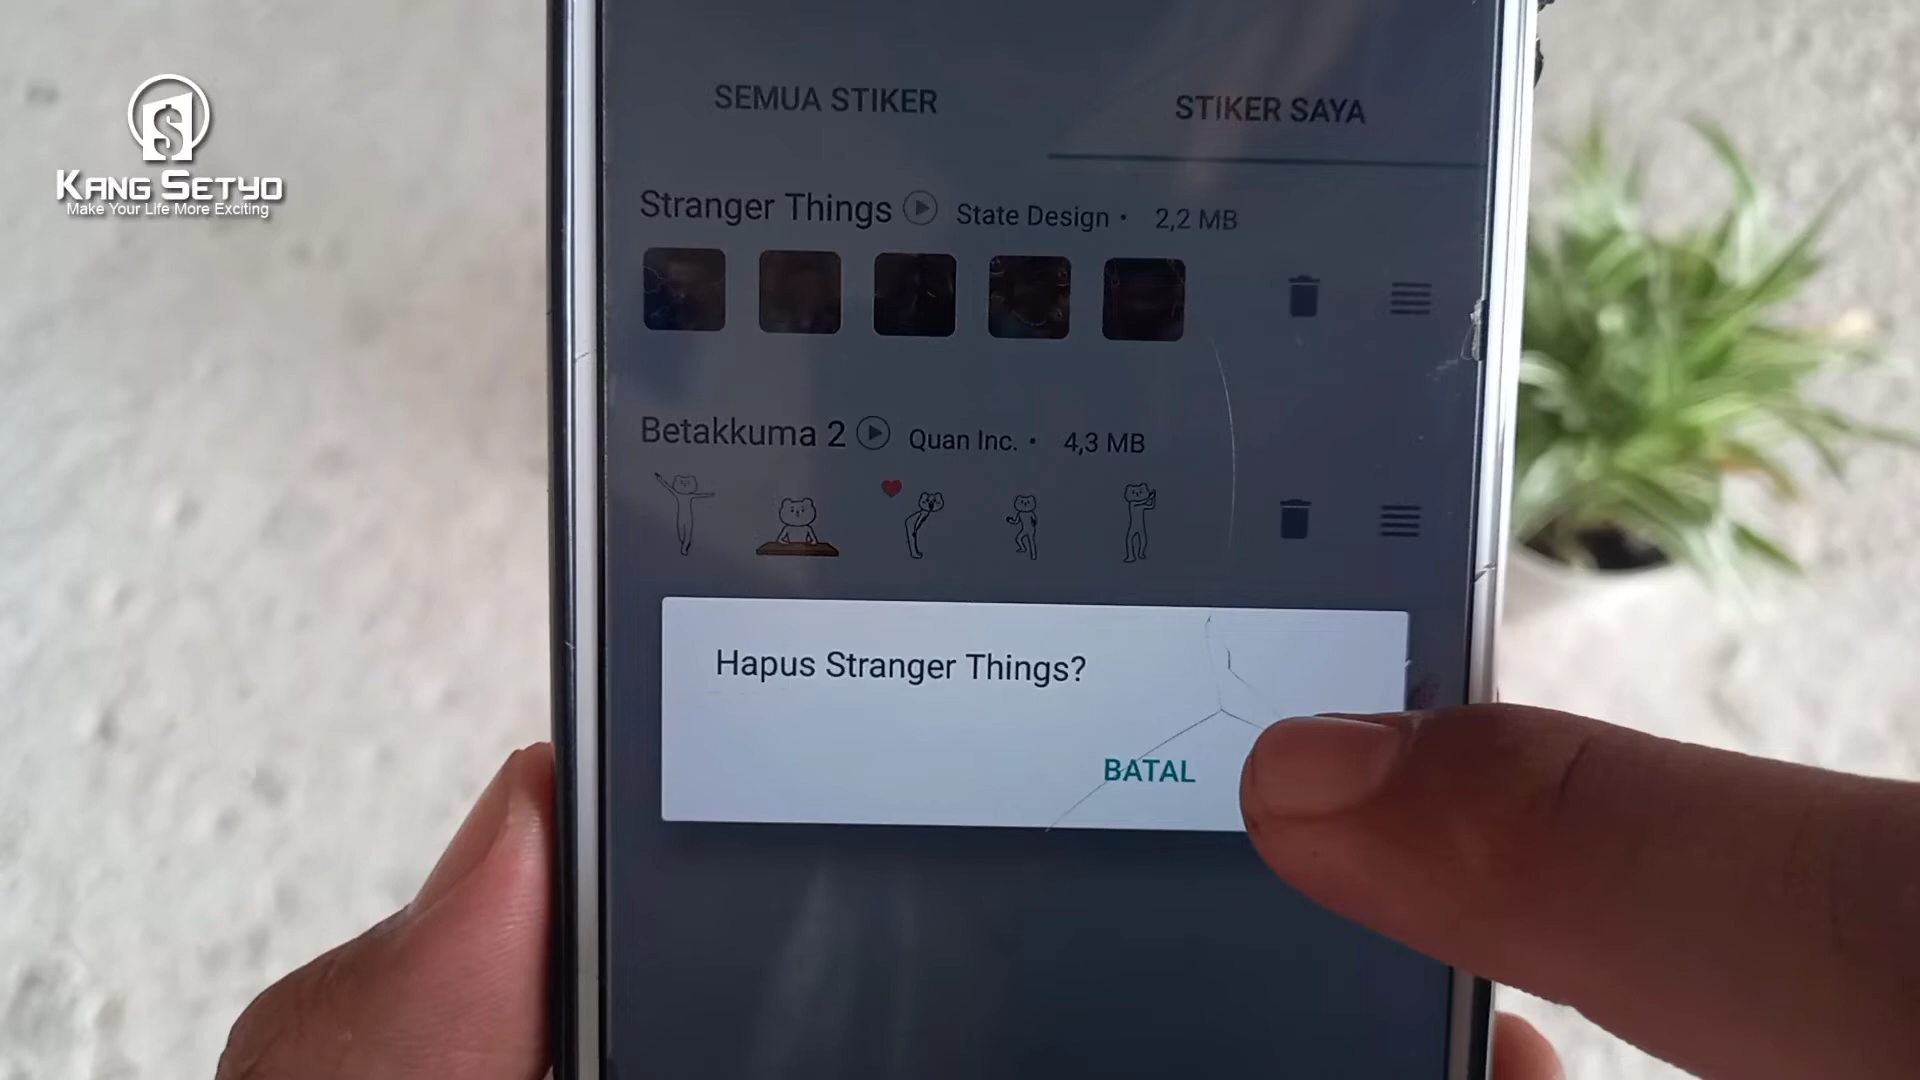 KANG SETYO
Make Your Life More Exciting
SEMUA STIKER
STIKER SAYA
Stranger Things State Design • 2,2 MB
Betakkuma 2 Quan Inc. • 4,3 MB
Hapus Stranger Things?
BATAL